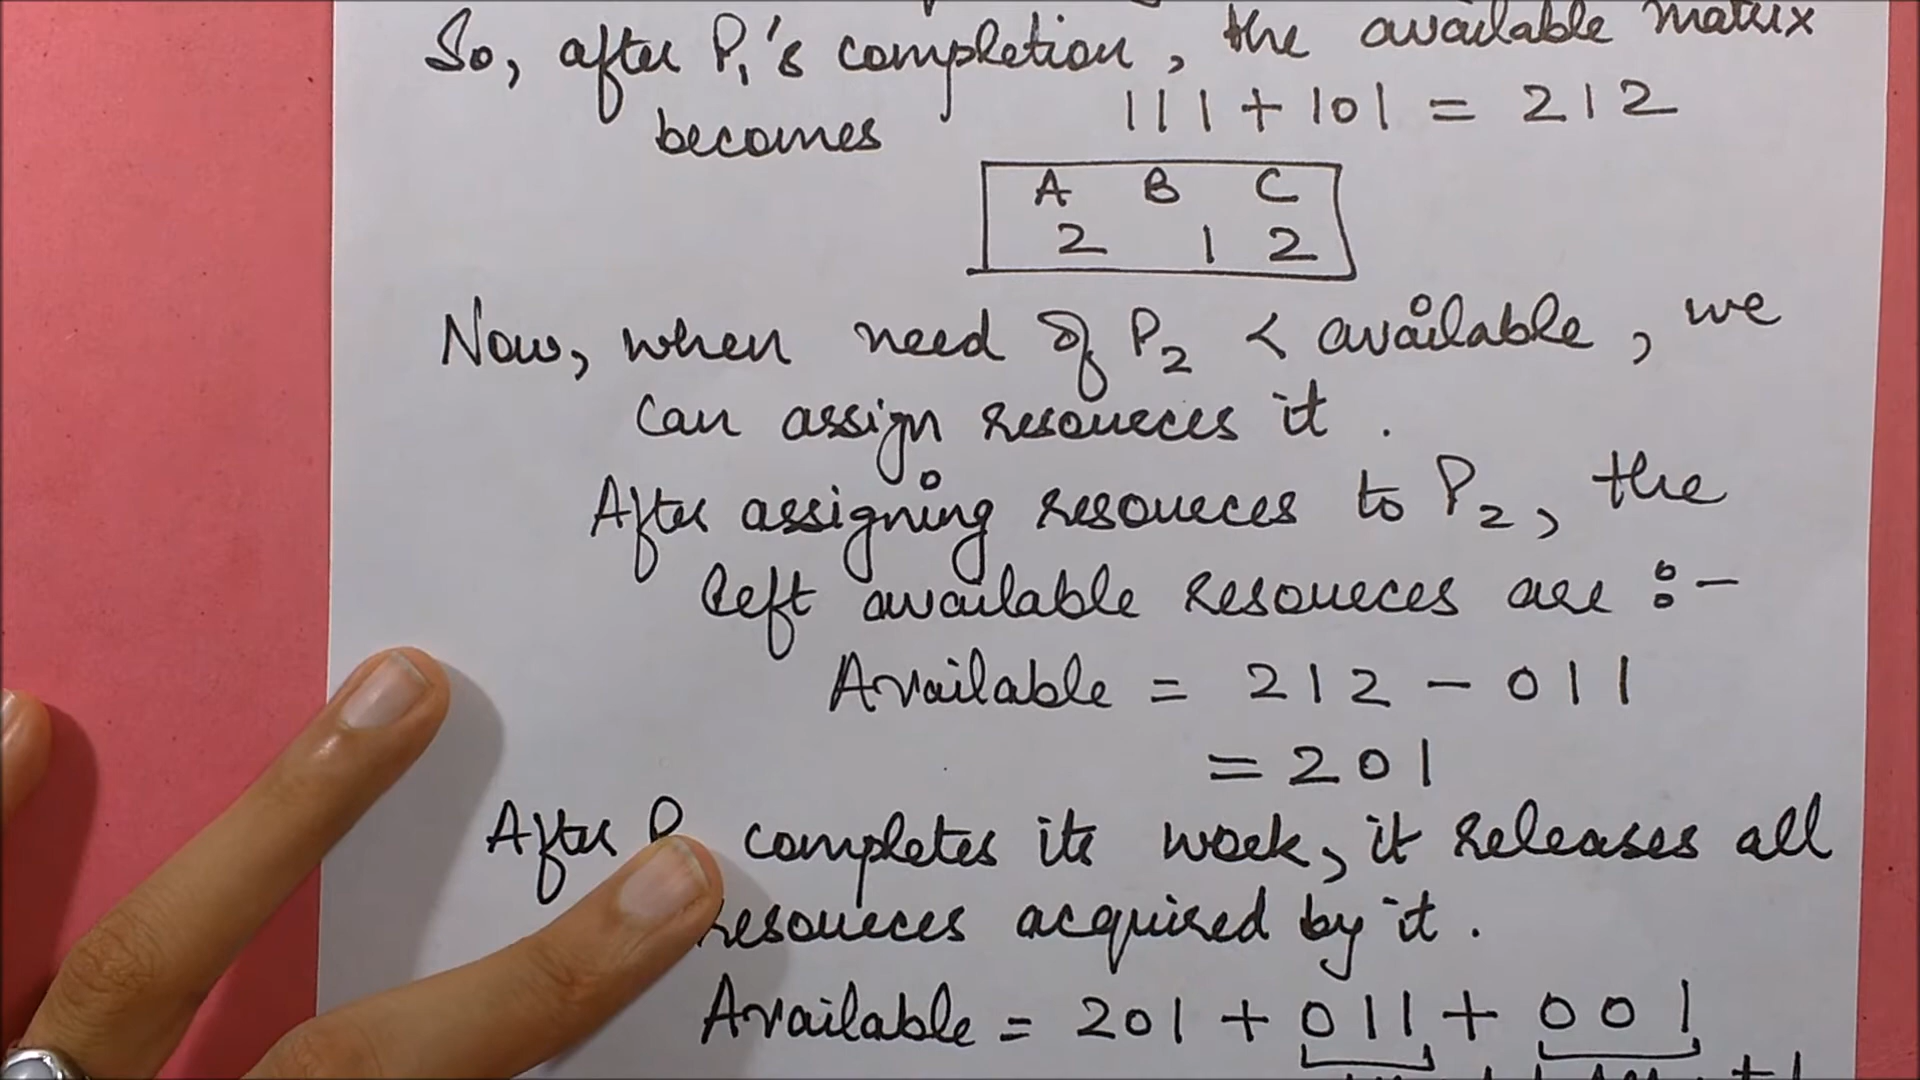 So, after P₁'s completion, the available matrix
becomes 111 + 101 = 212
A B C
2 1 2
Now, when need of P₂ < available, we
can assign resources it.
After assigning resources to P₂, the
left available resources are :-
Available = 212 - 011
= 201
After P completes its work, it releases all
resources acquired by it.
Available = 201 + 011 + 001